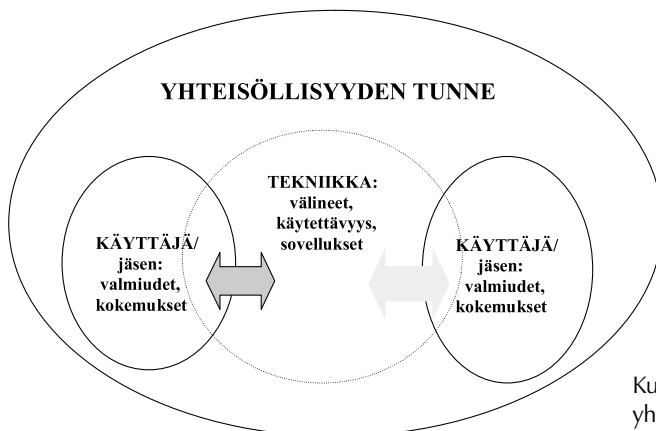 YHTEISÖLLISYYDEN TUNNE
TEKNIIKKA:
välineet,
käytettävyys,
sovellukset
KÄYTTÄJÄ/
jäsen:
valmiudet,
kokemukset
KÄYTTÄJÄ/
jäsen:
valmiudet,
kokemukset